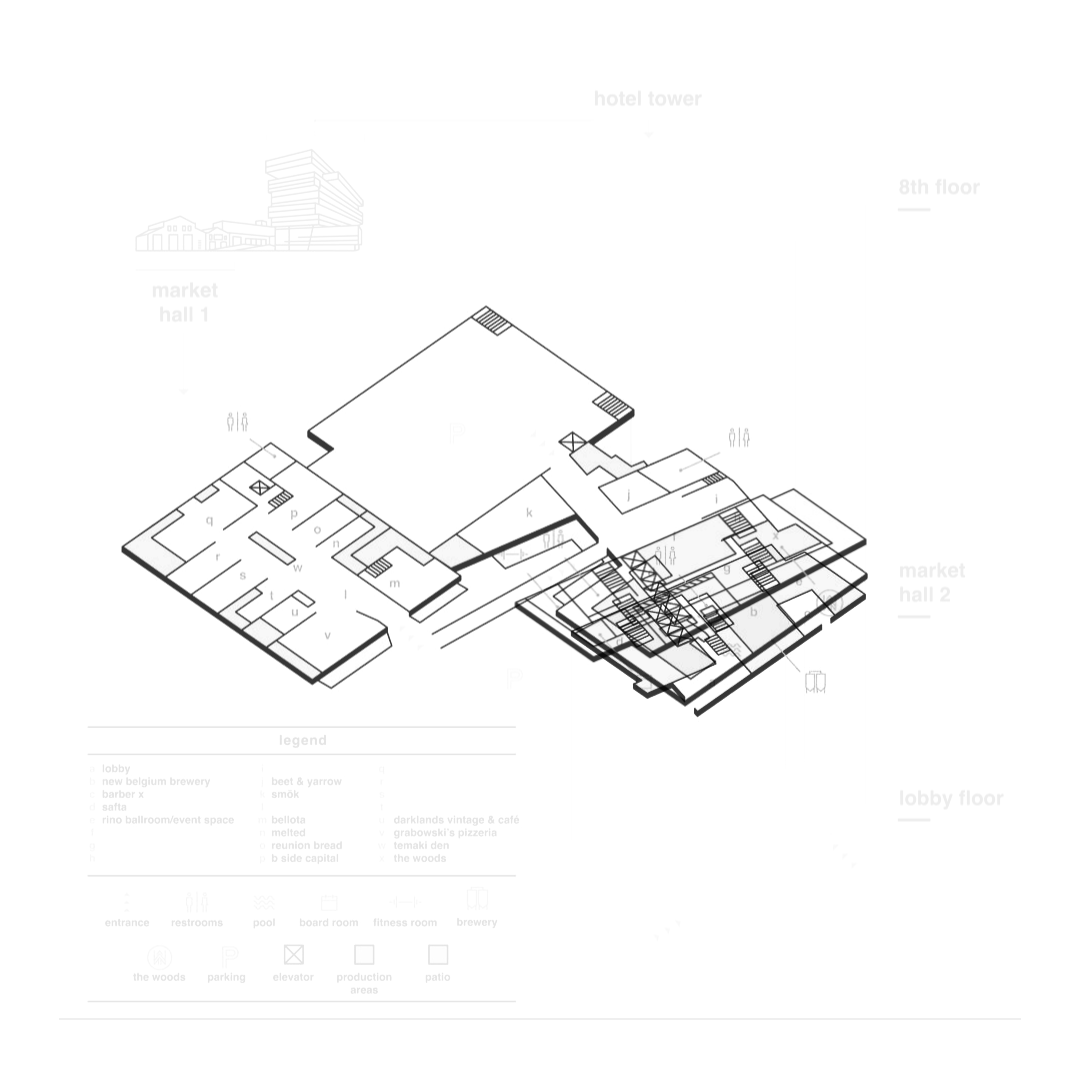 hotel tower
8th floor
market
hall 1
P
j
i
k
q
p
o
n
r
s
w
m
t
l
u
v
g
x
b
d
market
hall 2
P
legend
lobby
new belgium brewery
barber x
safta
rino ballroom/event space
beet & yarrow
smök
bellota
melted
reunion bread
b side capital
q
darklands vintage & café
grabowski's pizzeria
temaki den
the woods
lobby floor
entrance restrooms pool board room fitness room brewery
P
the woods parking elevator production patio
areas